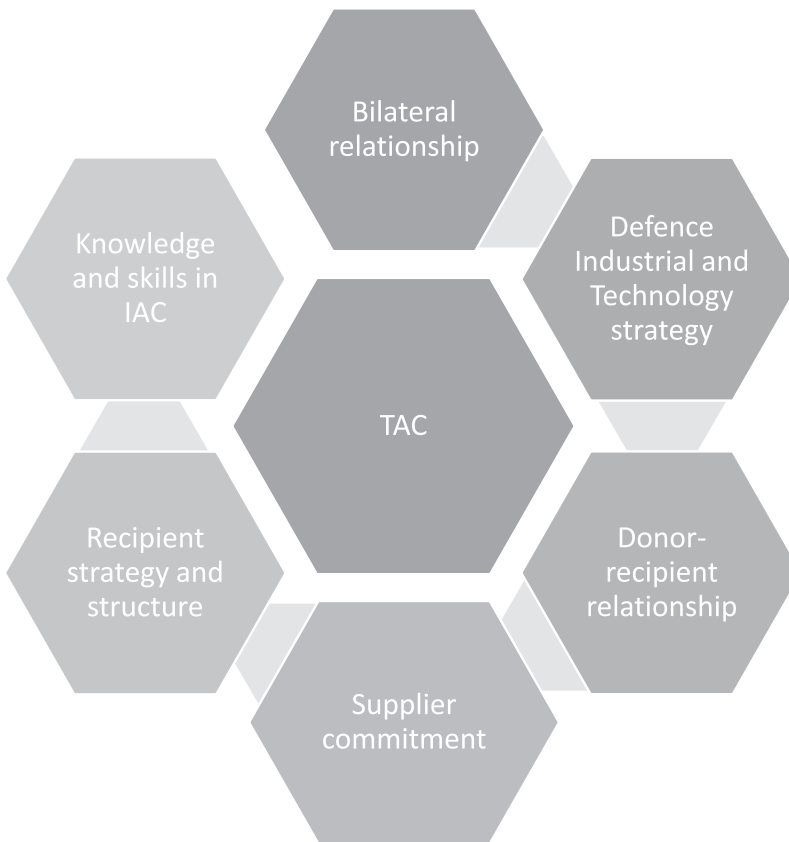 Bilateral
relationship
Defence
Industrial and
Technology
strategy
Knowledge
and skills in
IAC
TAC
Donor-
recipient
relationship
Recipient
strategy and
structure
Supplier
commitment